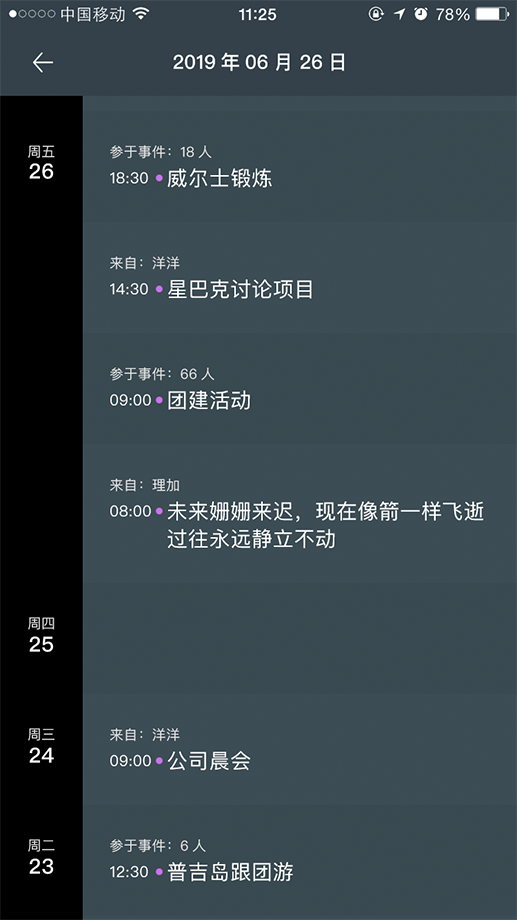 中国移动 11:25 78%
2019 年 06 月 26 日
周五
26
参于事件：18 人
18:30 威尔士锻炼
来自：洋洋
14:30 星巴克讨论项目
参于事件：66 人
09:00 团建活动
来自：理加
08:00 未来姗姗来迟，现在像箭一样飞逝
过往永远静立不动
周四
25
周三
24
来自：洋洋
09:00 公司晨会
周二
23
参于事件：6 人
12:30 普吉岛跟团游